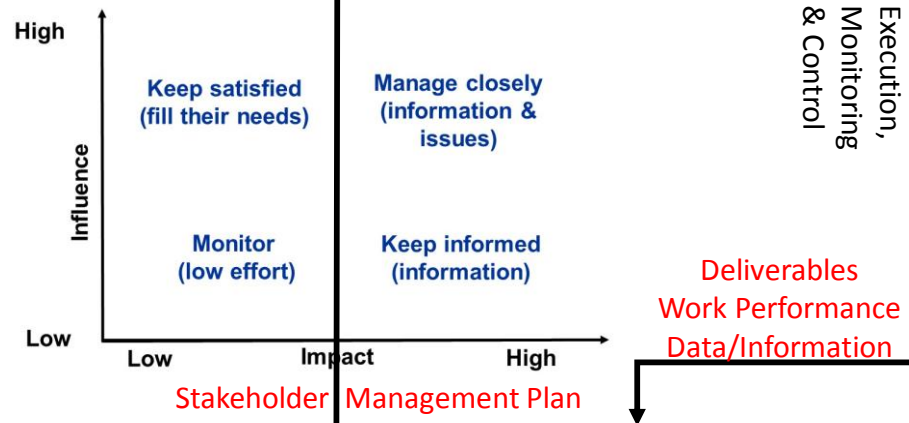 High
Keep satisfied
(fill their needs)
Manage closely
(information &
issues)
Influence
Monitor
(low effort)
Keep informed
(information)
Low
Low
Impact
High
Stakeholder Management Plan
Execution,
Monitoring
& Control
Deliverables
Work Performance
Data/Information